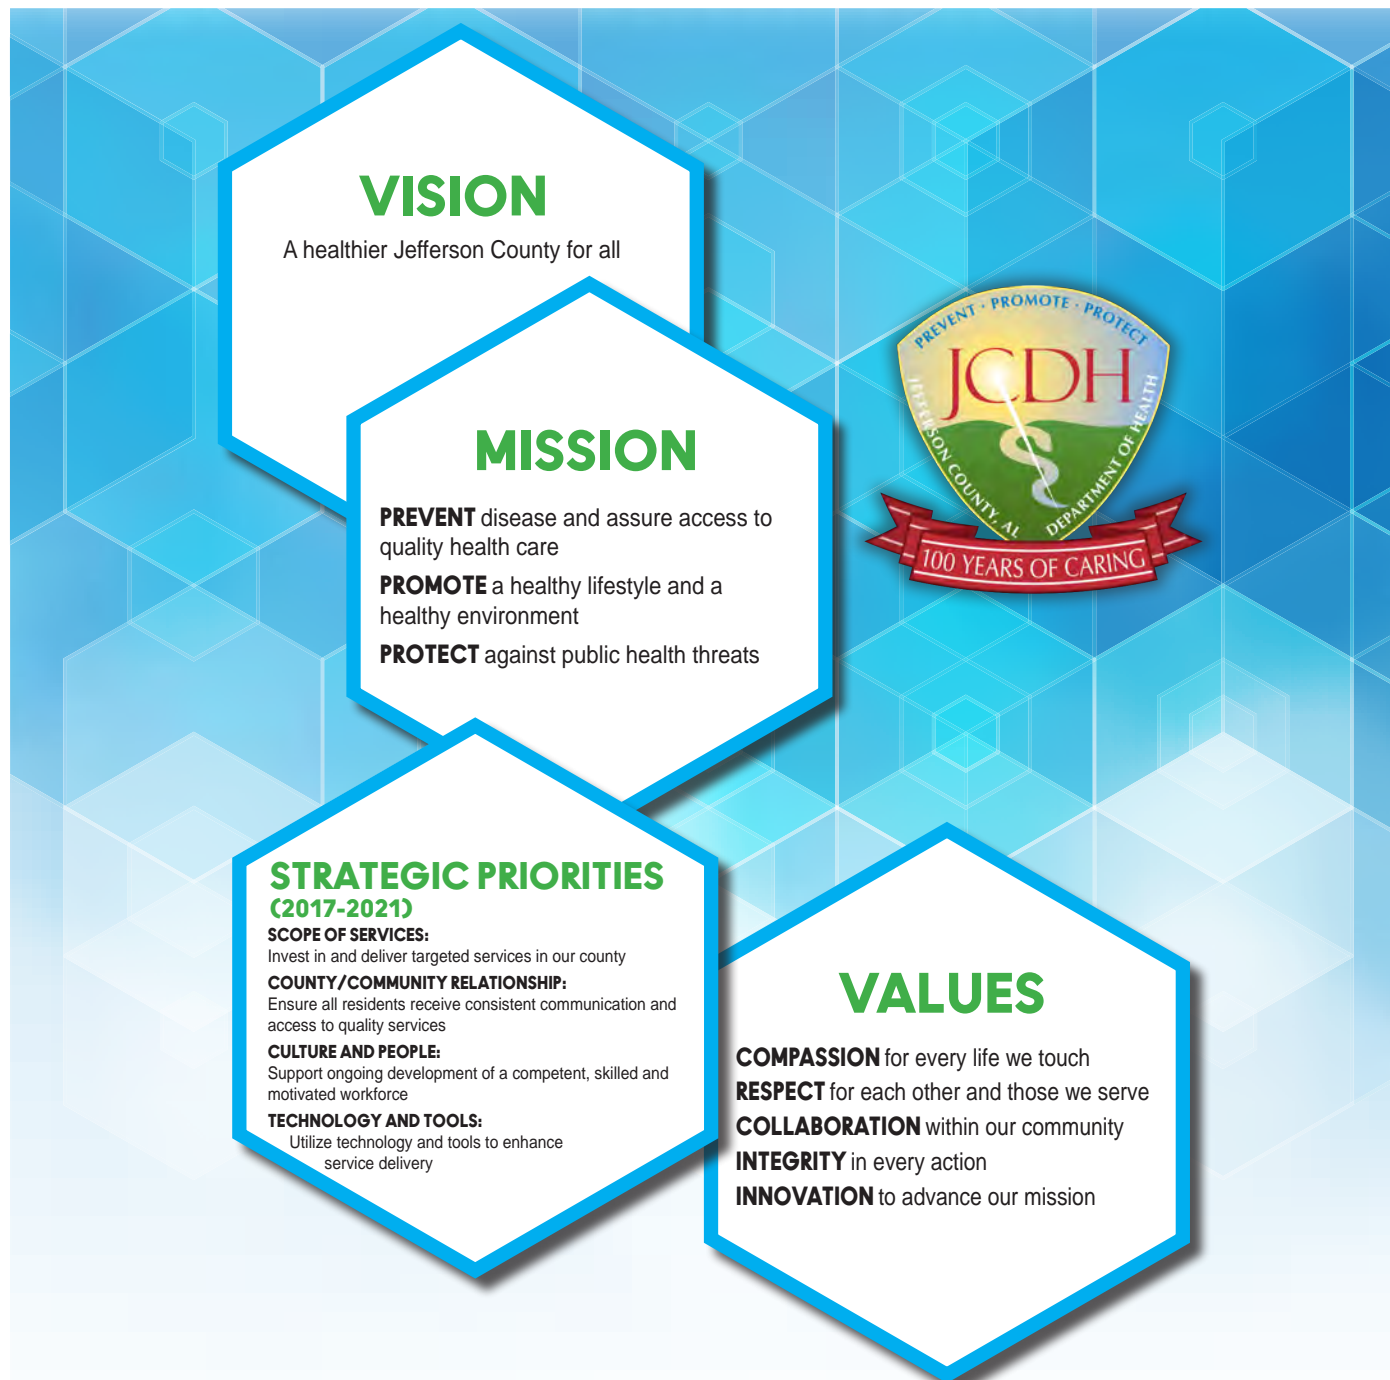 VISION
A healthier Jefferson County for all
MISSION
PREVENT disease and assure access to
quality health care
PROMOTE a healthy lifestyle and a
healthy environment
PROTECT against public health threats
PREVENT · PROMOTE · PROTECT
JCDH
JEFFERSON COUNTY, AL
DEPARTMENT OF HEALTH
100 YEARS OF CARING
STRATEGIC PRIORITIES
(2017-2021)
SCOPE OF SERVICES:
Invest in and deliver targeted services in our county
COUNTY/COMMUNITY RELATIONSHIP:
Ensure all residents receive consistent communication and
access to quality services
CULTURE AND PEOPLE:
Support ongoing development of a competent, skilled and
motivated workforce
TECHNOLOGY AND TOOLS:
Utilize technology and tools to enhance
service delivery
VALUES
COMPASSION for every life we touch
RESPECT for each other and those we serve
COLLABORATION within our community
INTEGRITY in every action
INNOVATION to advance our mission